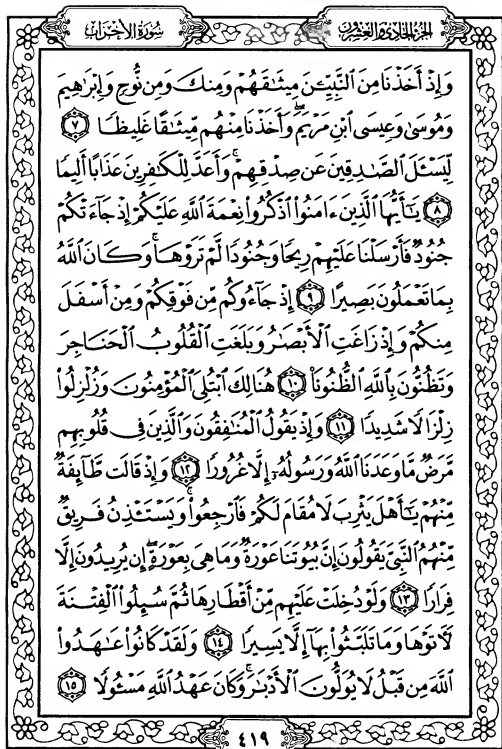 الجزء الحادي والعشرون
سورة الأحزاب
وَإِذْ أَخَذْنَا مِنَ ٱلنَّبِيِّـۧنَ مِيثَٰقَهُمْ وَمِنكَ وَمِن نُّوحٍ وَإِبْرَٰهِيمَ
وَمُوسَىٰ وَعِيسَى ٱبْنِ مَرْيَمَ ۖ وَأَخَذْنَا مِنْهُم مِّيثَٰقًا غَلِيظًا ٧
لِّيَسْـَٔلَ ٱلصَّٰدِقِينَ عَن صِدْقِهِمْ ۚ وَأَعَدَّ لِلْكَٰفِرِينَ عَذَابًا أَلِيمًا
٨ يَٰٓأَيُّهَا ٱلَّذِينَ ءَامَنُوا۟ ٱذْكُرُوا۟ نِعْمَةَ ٱللَّهِ عَلَيْكُمْ إِذْ جَآءَتْكُمْ
جُنُودٌ فَأَرْسَلْنَا عَلَيْهِمْ رِيحًا وَجُنُودًا لَّمْ تَرَوْهَا ۚ وَكَانَ ٱللَّهُ
بِمَا تَعْمَلُونَ بَصِيرًا ٩ إِذْ جَآءُوكُم مِّن فَوْقِكُمْ وَمِنْ أَسْفَلَ
مِنكُمْ وَإِذْ زَاغَتِ ٱلْأَبْصَٰرُ وَبَلَغَتِ ٱلْقُلُوبُ ٱلْحَنَاجِرَ
وَتَظُنُّونَ بِٱللَّهِ ٱلظُّنُونَا۠ ١٠ هُنَالِكَ ٱبْتُلِىَ ٱلْمُؤْمِنُونَ وَزُلْزِلُوا۟
زِلْزَالًا شَدِيدًا ١١ وَإِذْ يَقُولُ ٱلْمُنَٰفِقُونَ وَٱلَّذِينَ فِى قُلُوبِهِم
مَّرَضٌ مَّا وَعَدَنَا ٱللَّهُ وَرَسُولُهُۥٓ إِلَّا غُرُورًا ١٢ وَإِذْ قَالَت طَّآئِفَةٌ
مِّنْهُمْ يَٰٓأَهْلَ يَثْرِبَ لَا مُقَامَ لَكُمْ فَٱرْجِعُوا۟ ۚ وَيَسْتَـْٔذِنُ فَرِيقٌ
مِّنْهُمُ ٱلنَّبِىَّ يَقُولُونَ إِنَّ بُيُوتَنَا عَوْرَةٌ وَمَا هِىَ بِعَوْرَةٍ ۖ إِن يُرِيدُونَ إِلَّا
فِرَارًا ١٣ وَلَوْ دُخِلَتْ عَلَيْهِم مِّنْ أَقْطَارِهَا ثُمَّ سُئِلُوا۟ ٱلْفِتْنَةَ
لَءَاتَوْهَا وَمَا تَلَبَّثُوا۟ بِهَآ إِلَّا يَسِيرًا ١٤ وَلَقَدْ كَانُوا۟ عَٰهَدُوا۟
ٱللَّهَ مِن قَبْلُ لَا يُوَلُّونَ ٱلْأَدْبَٰرَ ۚ وَكَانَ عَهْدُ ٱللَّهِ مَسْـُٔولًا ١٥
٤١٩